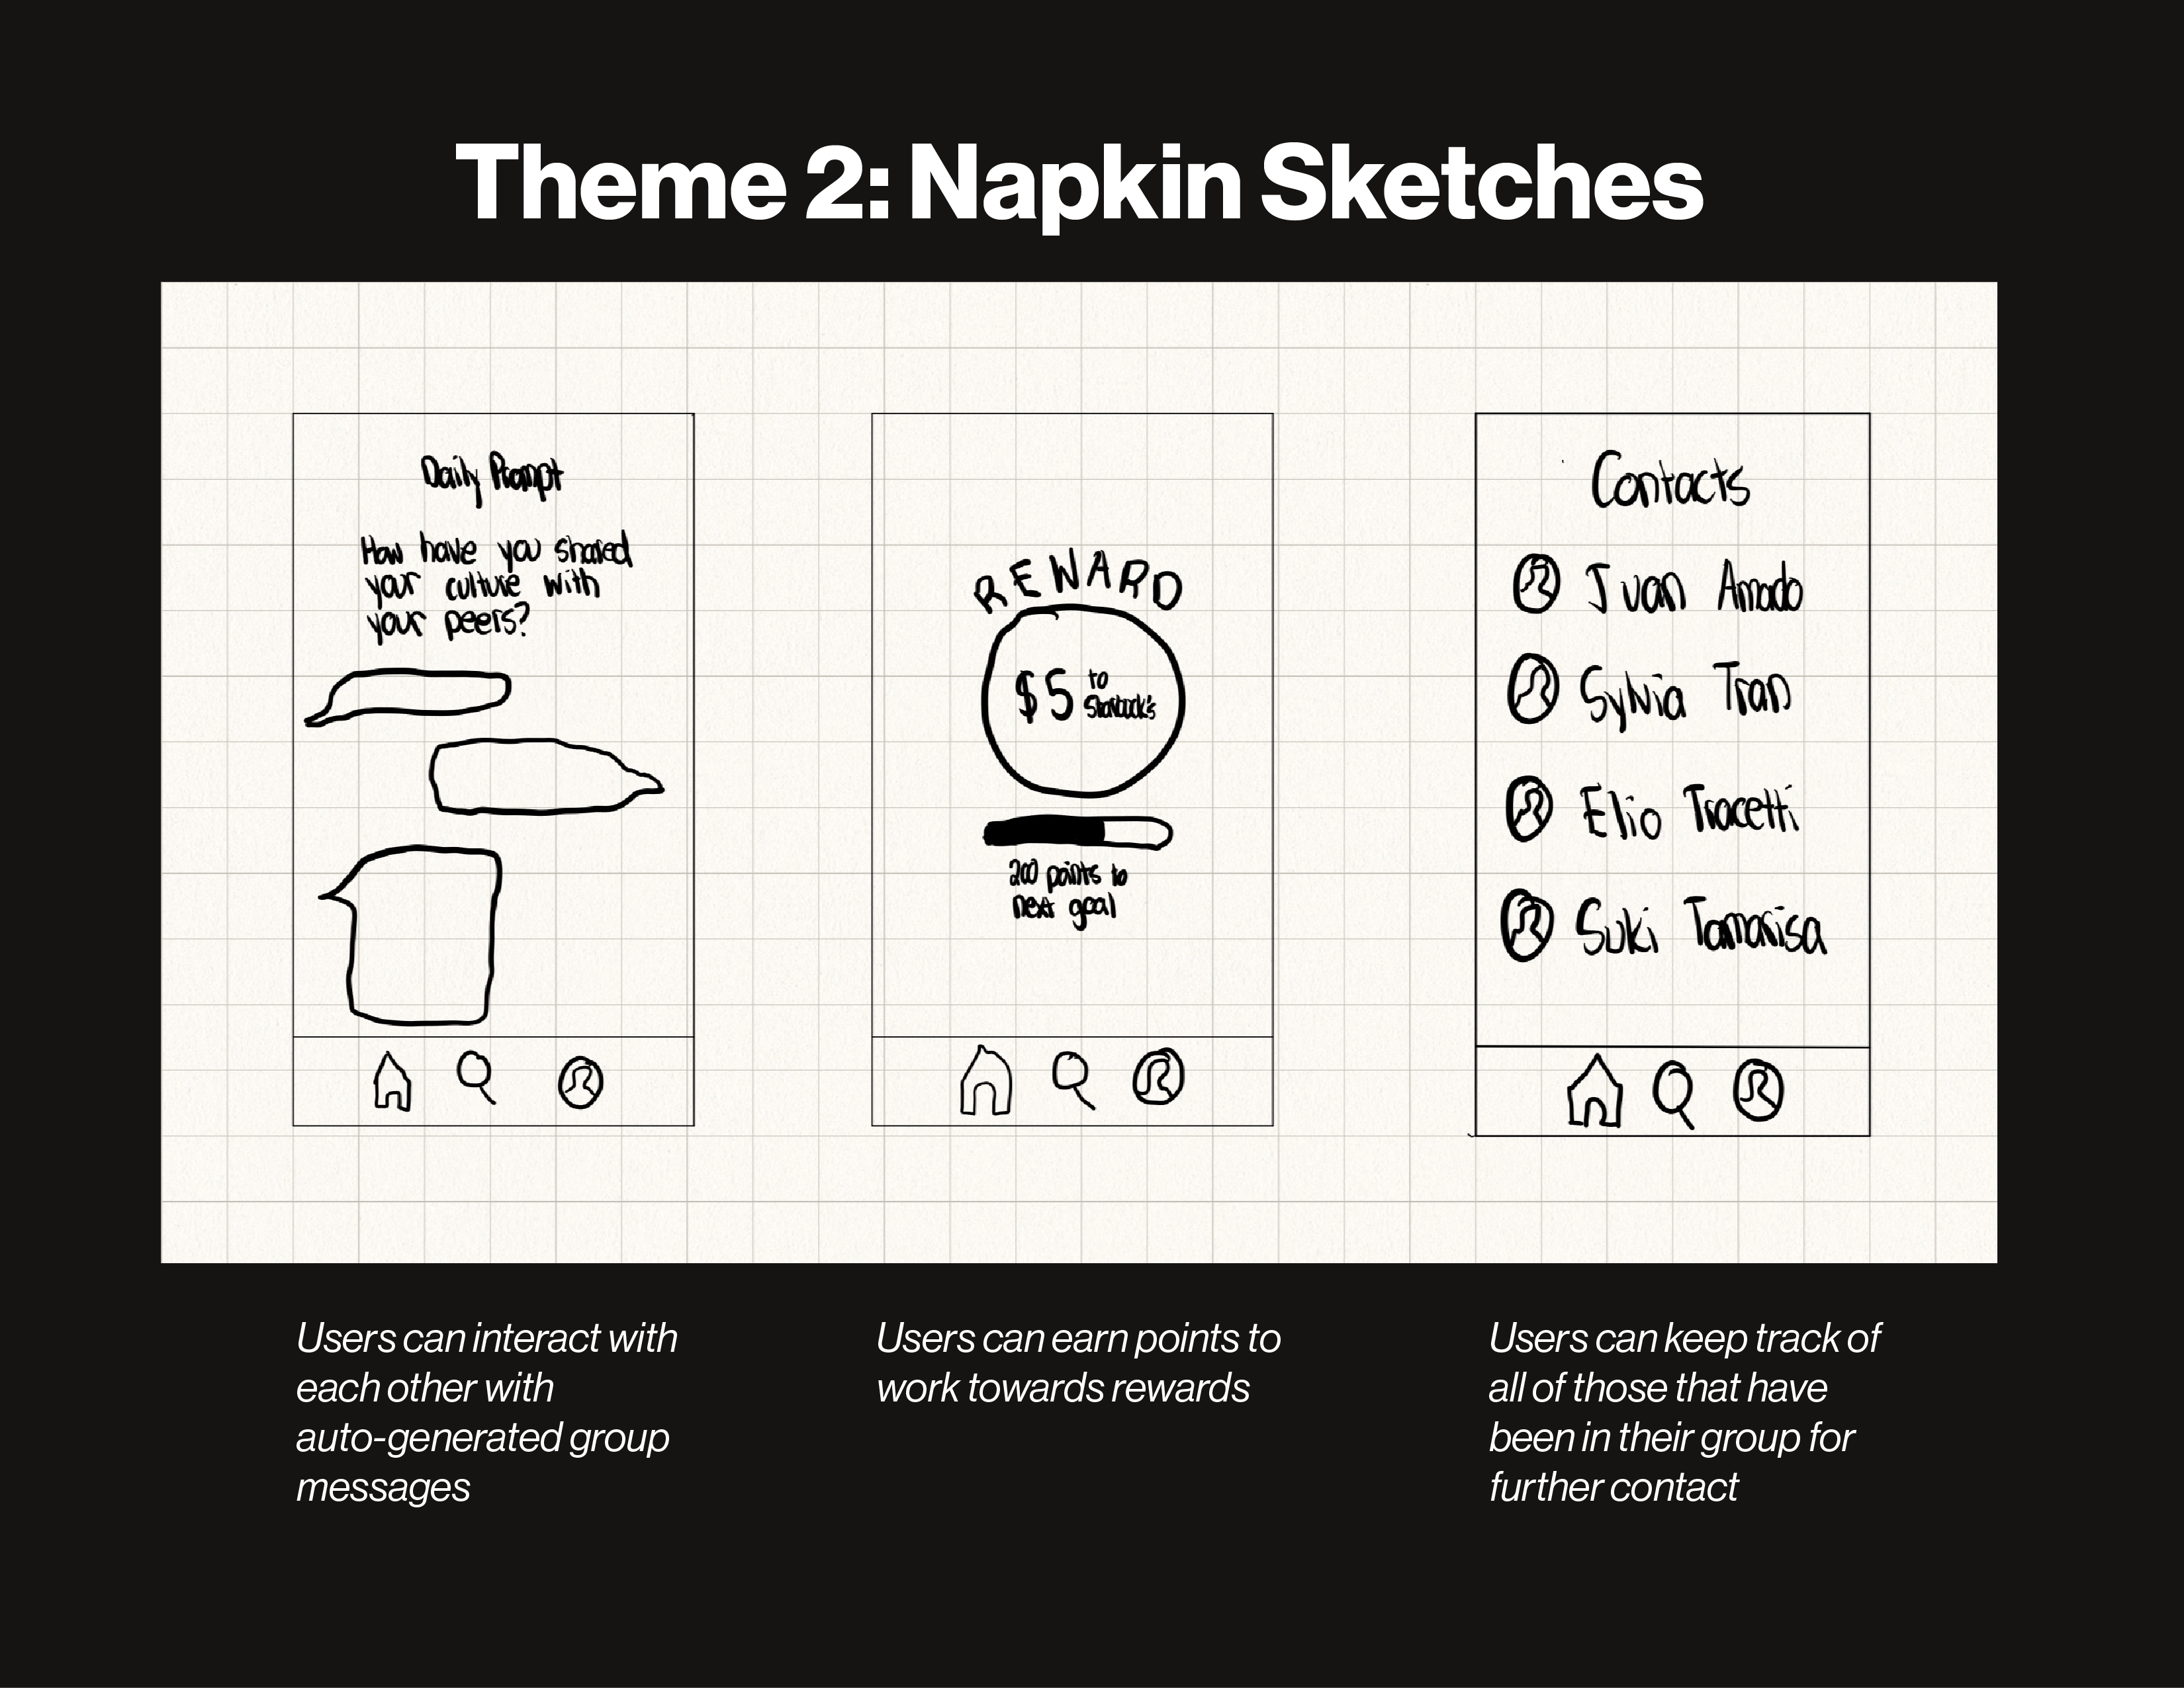 Theme 2: Napkin Sketches
Daily Prompt
How have you shared
your culture with
your peers?
REWARD
$5 to
Starbuck's
200 points to
next goal
Contacts
Juan Amado
Sylvia Tran
Elio Tracetti
Suki Tamarisa
Users can interact with
each other with
auto-generated group
messages
Users can earn points to
work towards rewards
Users can keep track of
all of those that have
been in their group for
further contact